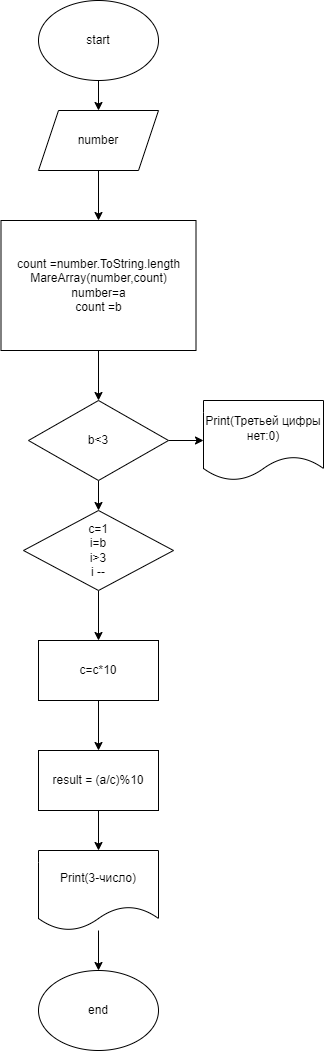 start
number
count =number.ToString.length
MareArray(number,count)
number=a
count =b
b<3
Print(Третьей цифры
нет:0)
c=1
i=b
i>3
i --
c=c*10
result = (a/c)%10
Print(3-число)
end